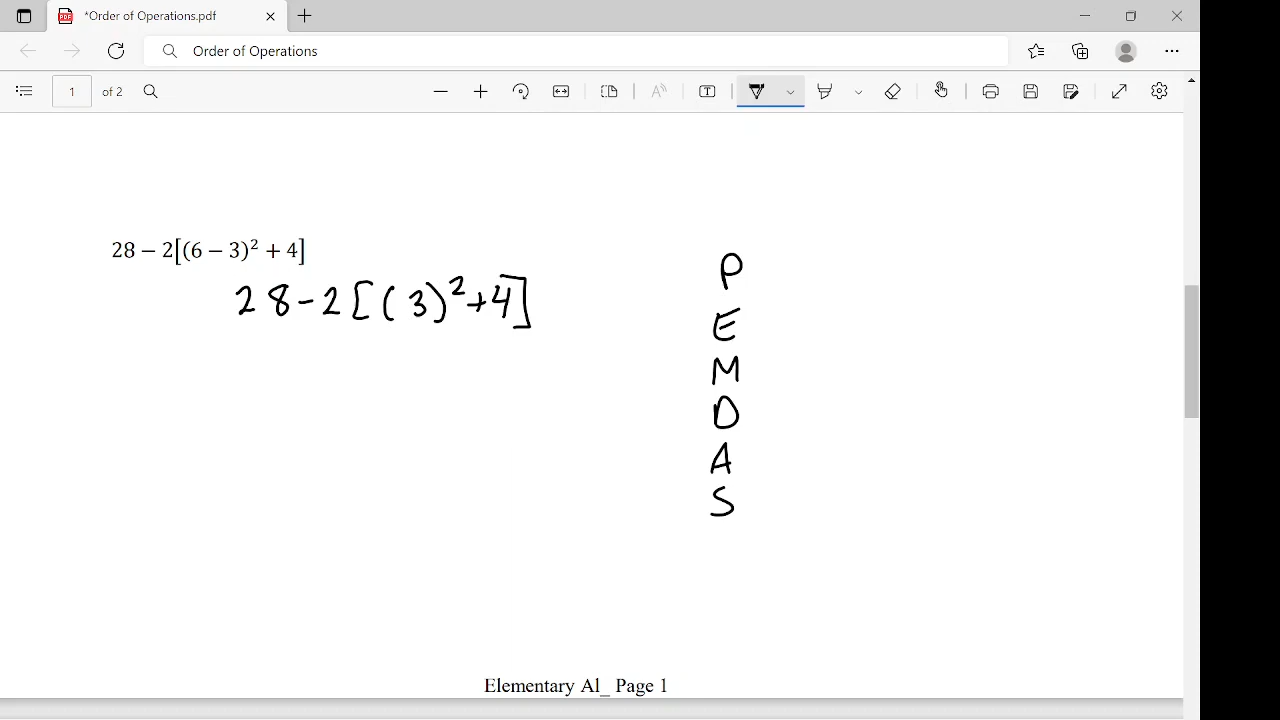 *Order of Operations.pdf
Order of Operations
1 of 2
28 − 2[(6 − 3)² + 4]
28-2[(3)²+4]
P
E
M
D
A
S
Elementary Al_ Page 1